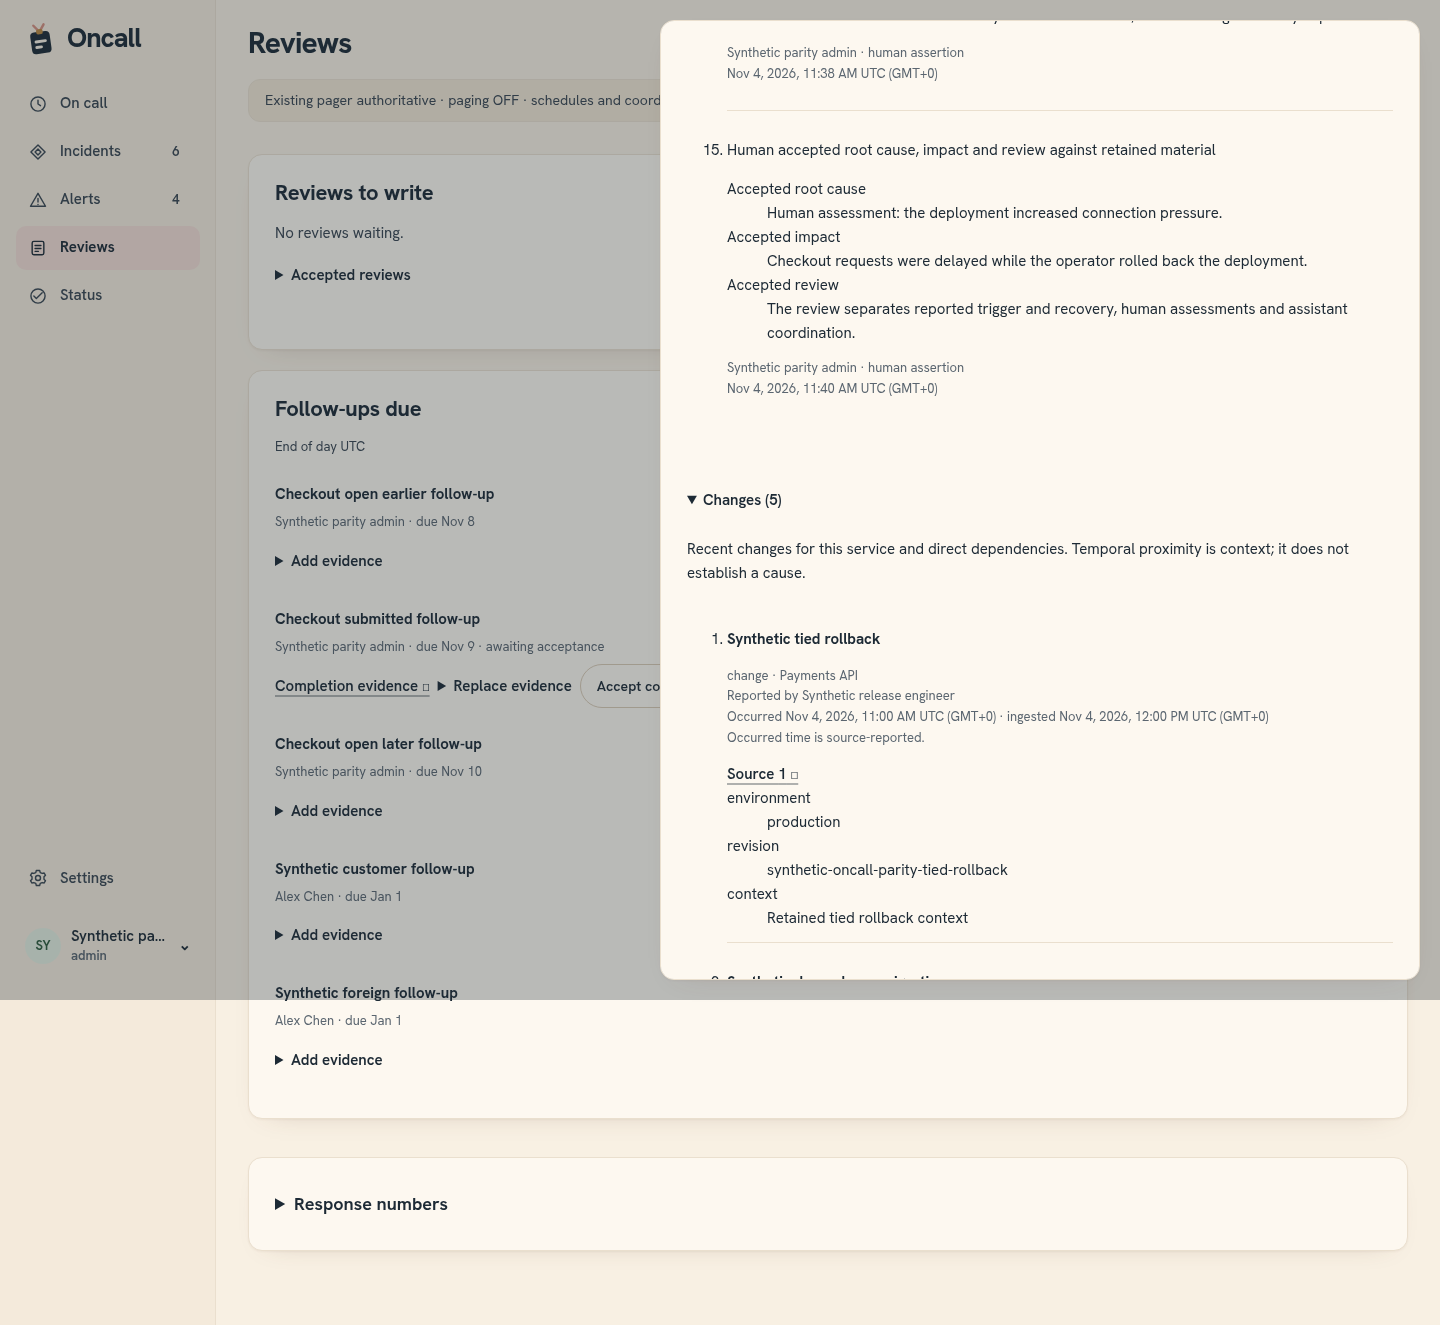 Oncall
On call
Incidents 6
Alerts 4
Reviews
Status
Settings
SY
Synthetic pa...
admin
Reviews
Existing pager authoritative · paging OFF · schedules and coord
Reviews to write
No reviews waiting.
Accepted reviews
Follow-ups due
End of day UTC
Checkout open earlier follow-up
Synthetic parity admin · due Nov 8
Add evidence
Checkout submitted follow-up
Synthetic parity admin · due Nov 9 · awaiting acceptance
Completion evidence
Replace evidence
Accept co
Checkout open later follow-up
Synthetic parity admin · due Nov 10
Add evidence
Synthetic customer follow-up
Alex Chen · due Jan 1
Add evidence
Synthetic foreign follow-up
Alex Chen · due Jan 1
Add evidence
Response numbers
Synthetic parity admin · human assertion
Nov 4, 2026, 11:38 AM UTC (GMT+0)
15. Human accepted root cause, impact and review against retained material
Accepted root cause
Human assessment: the deployment increased connection pressure.
Accepted impact
Checkout requests were delayed while the operator rolled back the deployment.
Accepted review
The review separates reported trigger and recovery, human assessments and assistant
coordination.
Synthetic parity admin · human assertion
Nov 4, 2026, 11:40 AM UTC (GMT+0)
Changes (5)
Recent changes for this service and direct dependencies. Temporal proximity is context; it does not
establish a cause.
1. Synthetic tied rollback
change · Payments API
Reported by Synthetic release engineer
Occurred Nov 4, 2026, 11:00 AM UTC (GMT+0) · ingested Nov 4, 2026, 12:00 PM UTC (GMT+0)
Occurred time is source-reported.
Source 1
environment
production
revision
synthetic-oncall-parity-tied-rollback
context
Retained tied rollback context